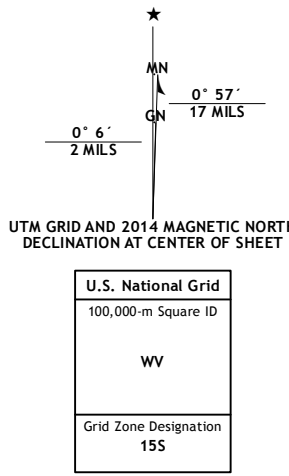 ★
MN
0° 57´
17 MILS
GN
0° 6´
2 MILS
UTM GRID AND 2014 MAGNETIC NORTH
DECLINATION AT CENTER OF SHEET
U.S. National Grid
100,000-m Square ID
WV
Grid Zone Designation
15S